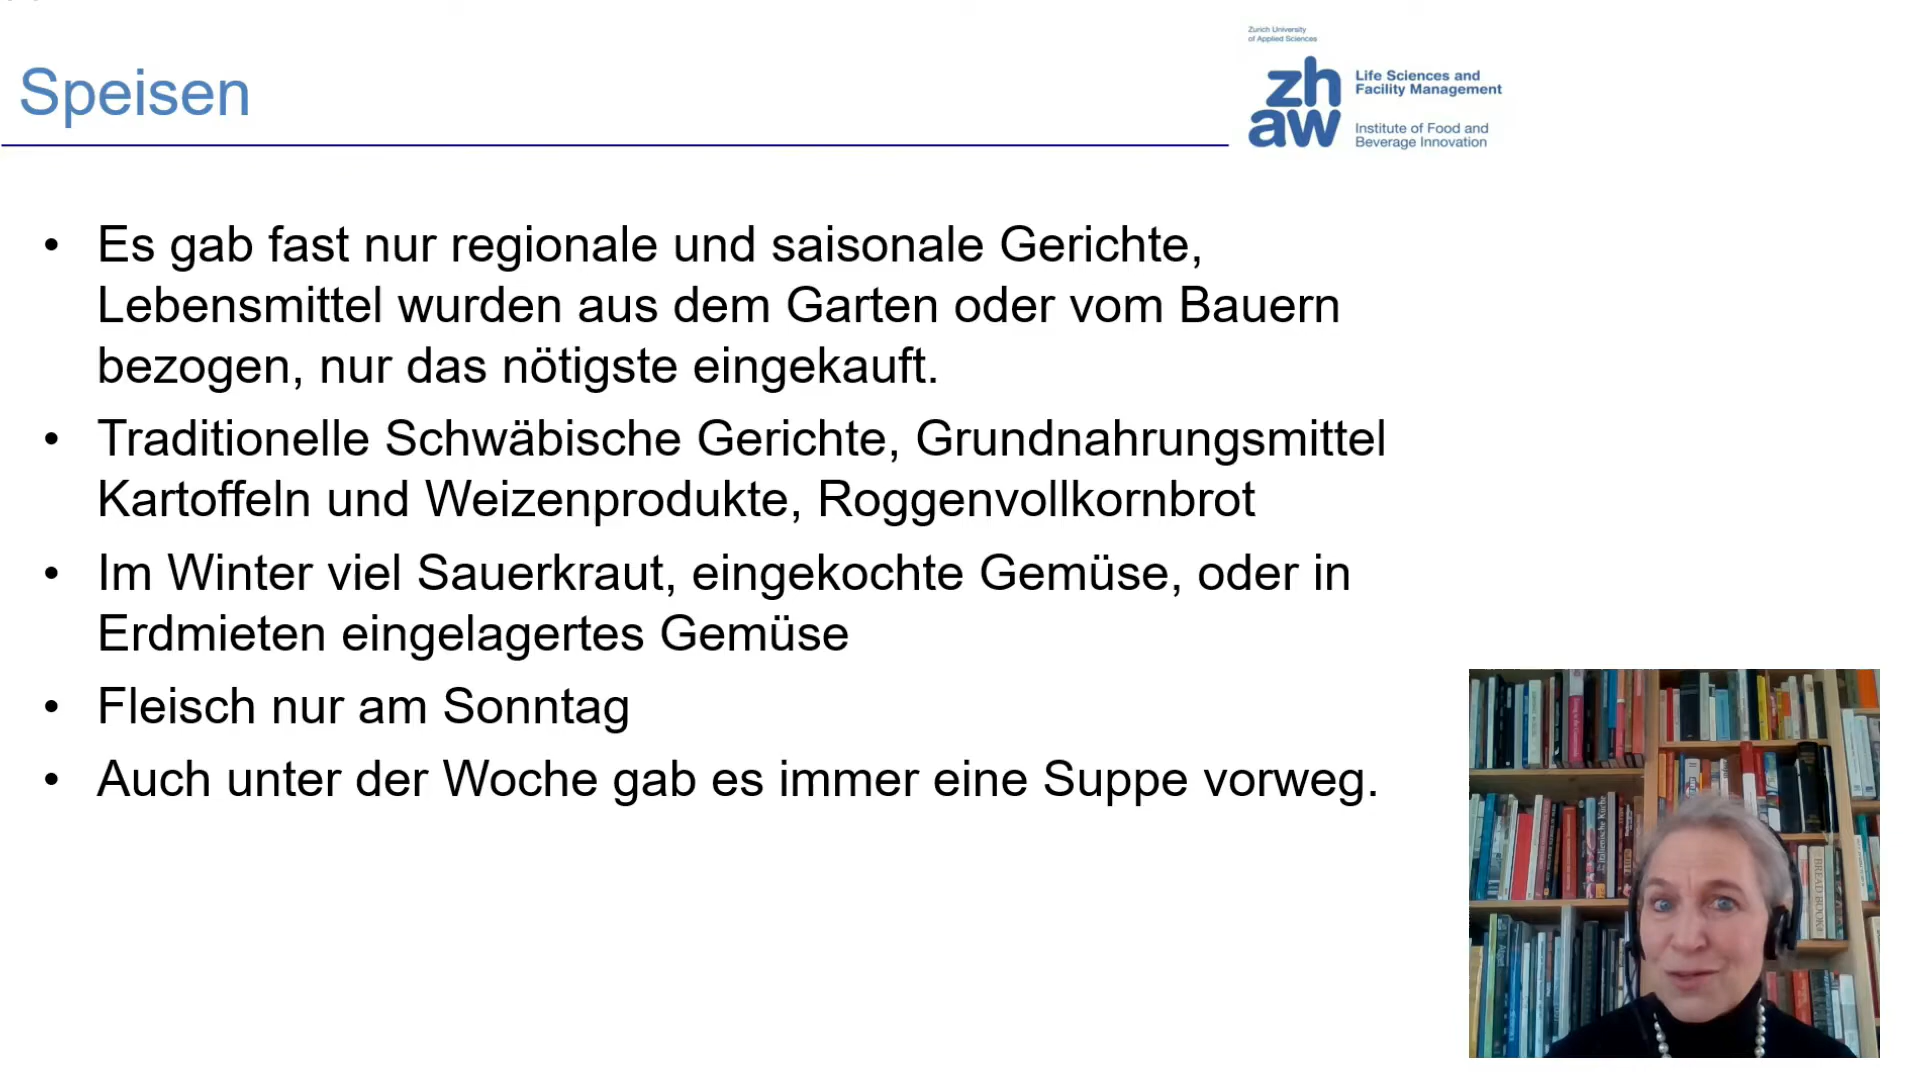 Speisen
Zurich University
of Applied Sciences
zh
aw
Life Sciences and
Facility Management
Institute of Food and
Beverage Innovation
• Es gab fast nur regionale und saisonale Gerichte,
Lebensmittel wurden aus dem Garten oder vom Bauern
bezogen, nur das nötigste eingekauft.
• Traditionelle Schwäbische Gerichte, Grundnahrungsmittel
Kartoffeln und Weizenprodukte, Roggenvollkornbrot
• Im Winter viel Sauerkraut, eingekochte Gemüse, oder in
Erdmieten eingelagertes Gemüse
• Fleisch nur am Sonntag
• Auch unter der Woche gab es immer eine Suppe vorweg.
BREAD BOOK